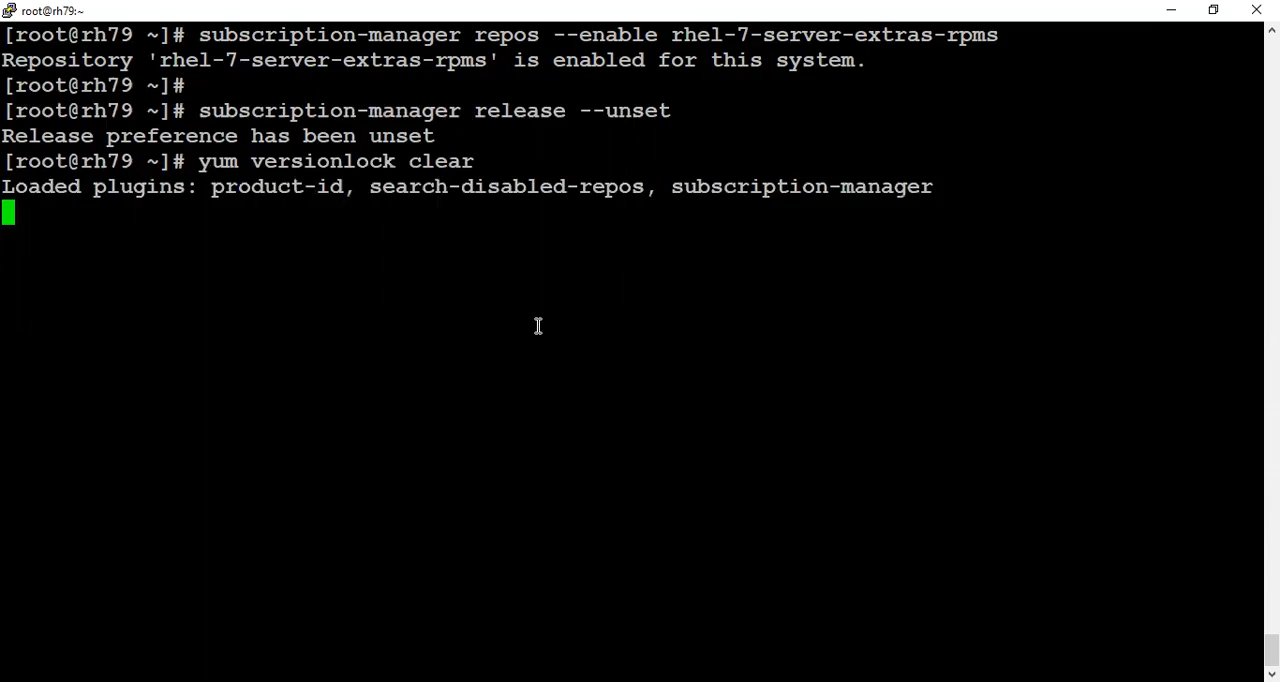 root@rh79:~
[root@rh79 ~]# subscription-manager repos --enable rhel-7-server-extras-rpms
Repository 'rhel-7-server-extras-rpms' is enabled for this system.
[root@rh79 ~]#
[root@rh79 ~]# subscription-manager release --unset
Release preference has been unset
[root@rh79 ~]# yum versionlock clear
Loaded plugins: product-id, search-disabled-repos, subscription-manager